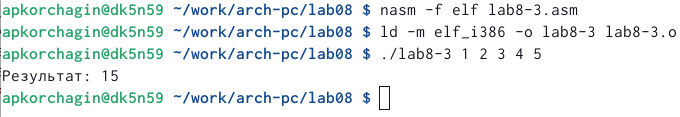 apkorchagin@dk5n59 ~/work/arch-pc/lab08 $ nasm -f elf lab8-3.asm
apkorchagin@dk5n59 ~/work/arch-pc/lab08 $ ld -m elf_i386 -o lab8-3 lab8-3.o
apkorchagin@dk5n59 ~/work/arch-pc/lab08 $ ./lab8-3 1 2 3 4 5
Результат: 15
apkorchagin@dk5n59 ~/work/arch-pc/lab08 $